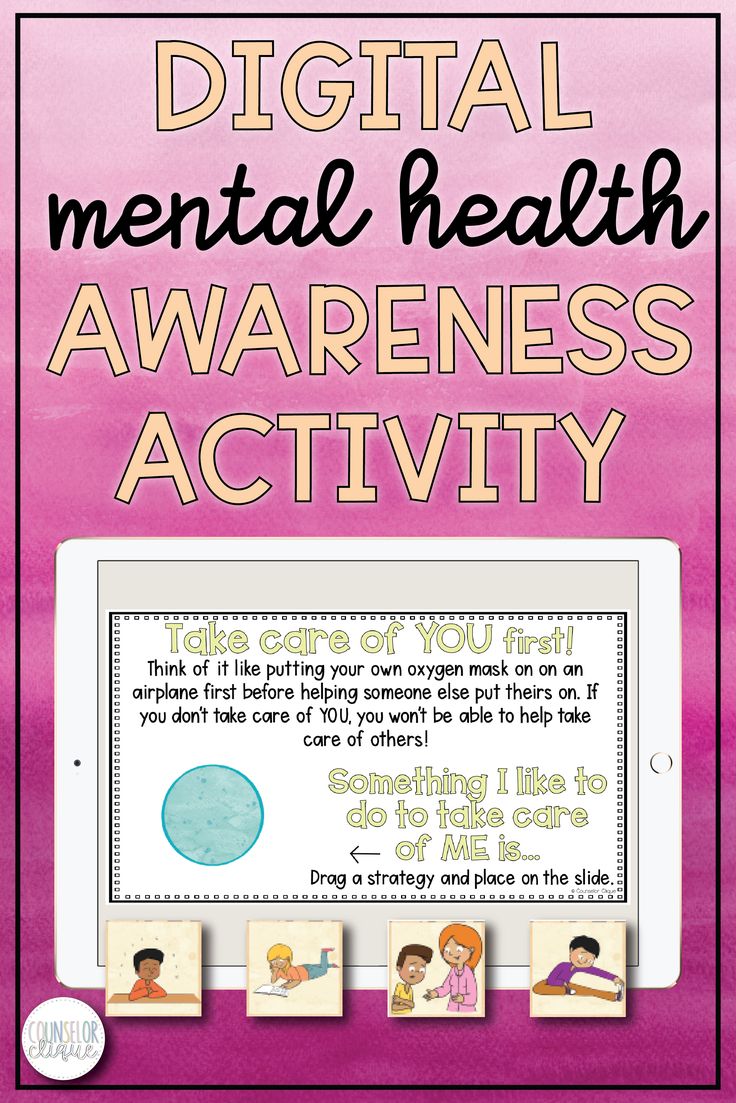 DIGITAL
mental health
AWARENESS
ACTIVITY
Take care of YOU first!
Think of it like putting your own oxygen mask on on an
airplane first before helping someone else put theirs on. If
you don't take care of YOU, you won't be able to help take
care of others!
Something I like to
do to take care
of ME is...
Drag a strategy and place on the slide.
© Counselor Clique
COUNSELOR
clique